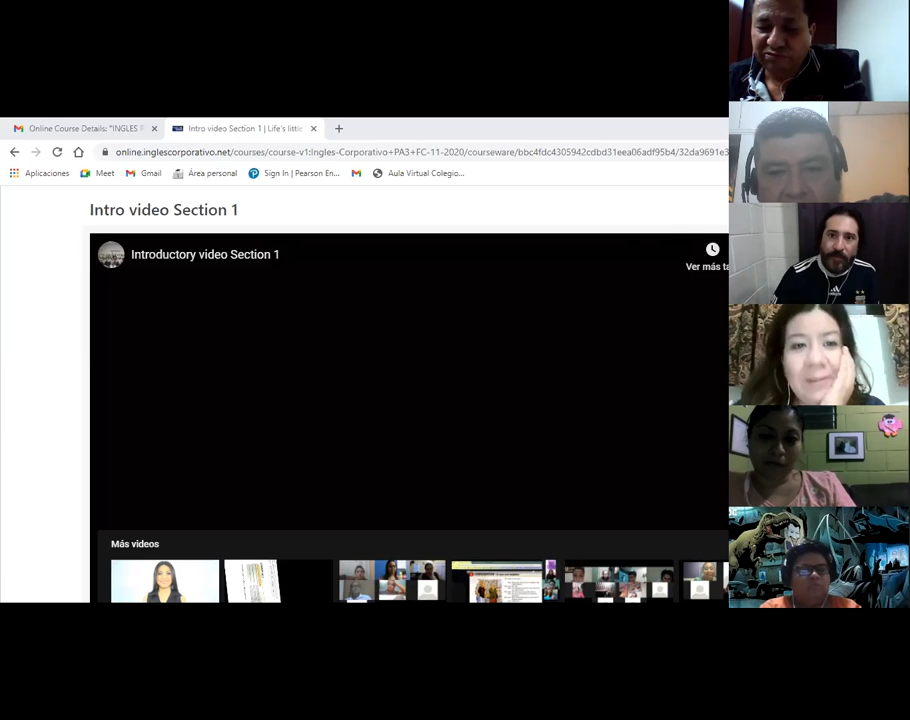 Online Course Details: "INGLES P
Intro video Section 1 | Life's little
online.inglescorporativo.net/courses/course-v1:Ingles-Corporativo+PA3+FC-11-2020/courseware/bbc4fdc4305942cdbd31eea06adf95b4/32da9691e3
Aplicaciones Meet Gmail Área personal Sign In | Pearson En... Aula Virtual Colegio...
Intro video Section 1
Introductory video Section 1
Ver más ta
Más videos
adidas